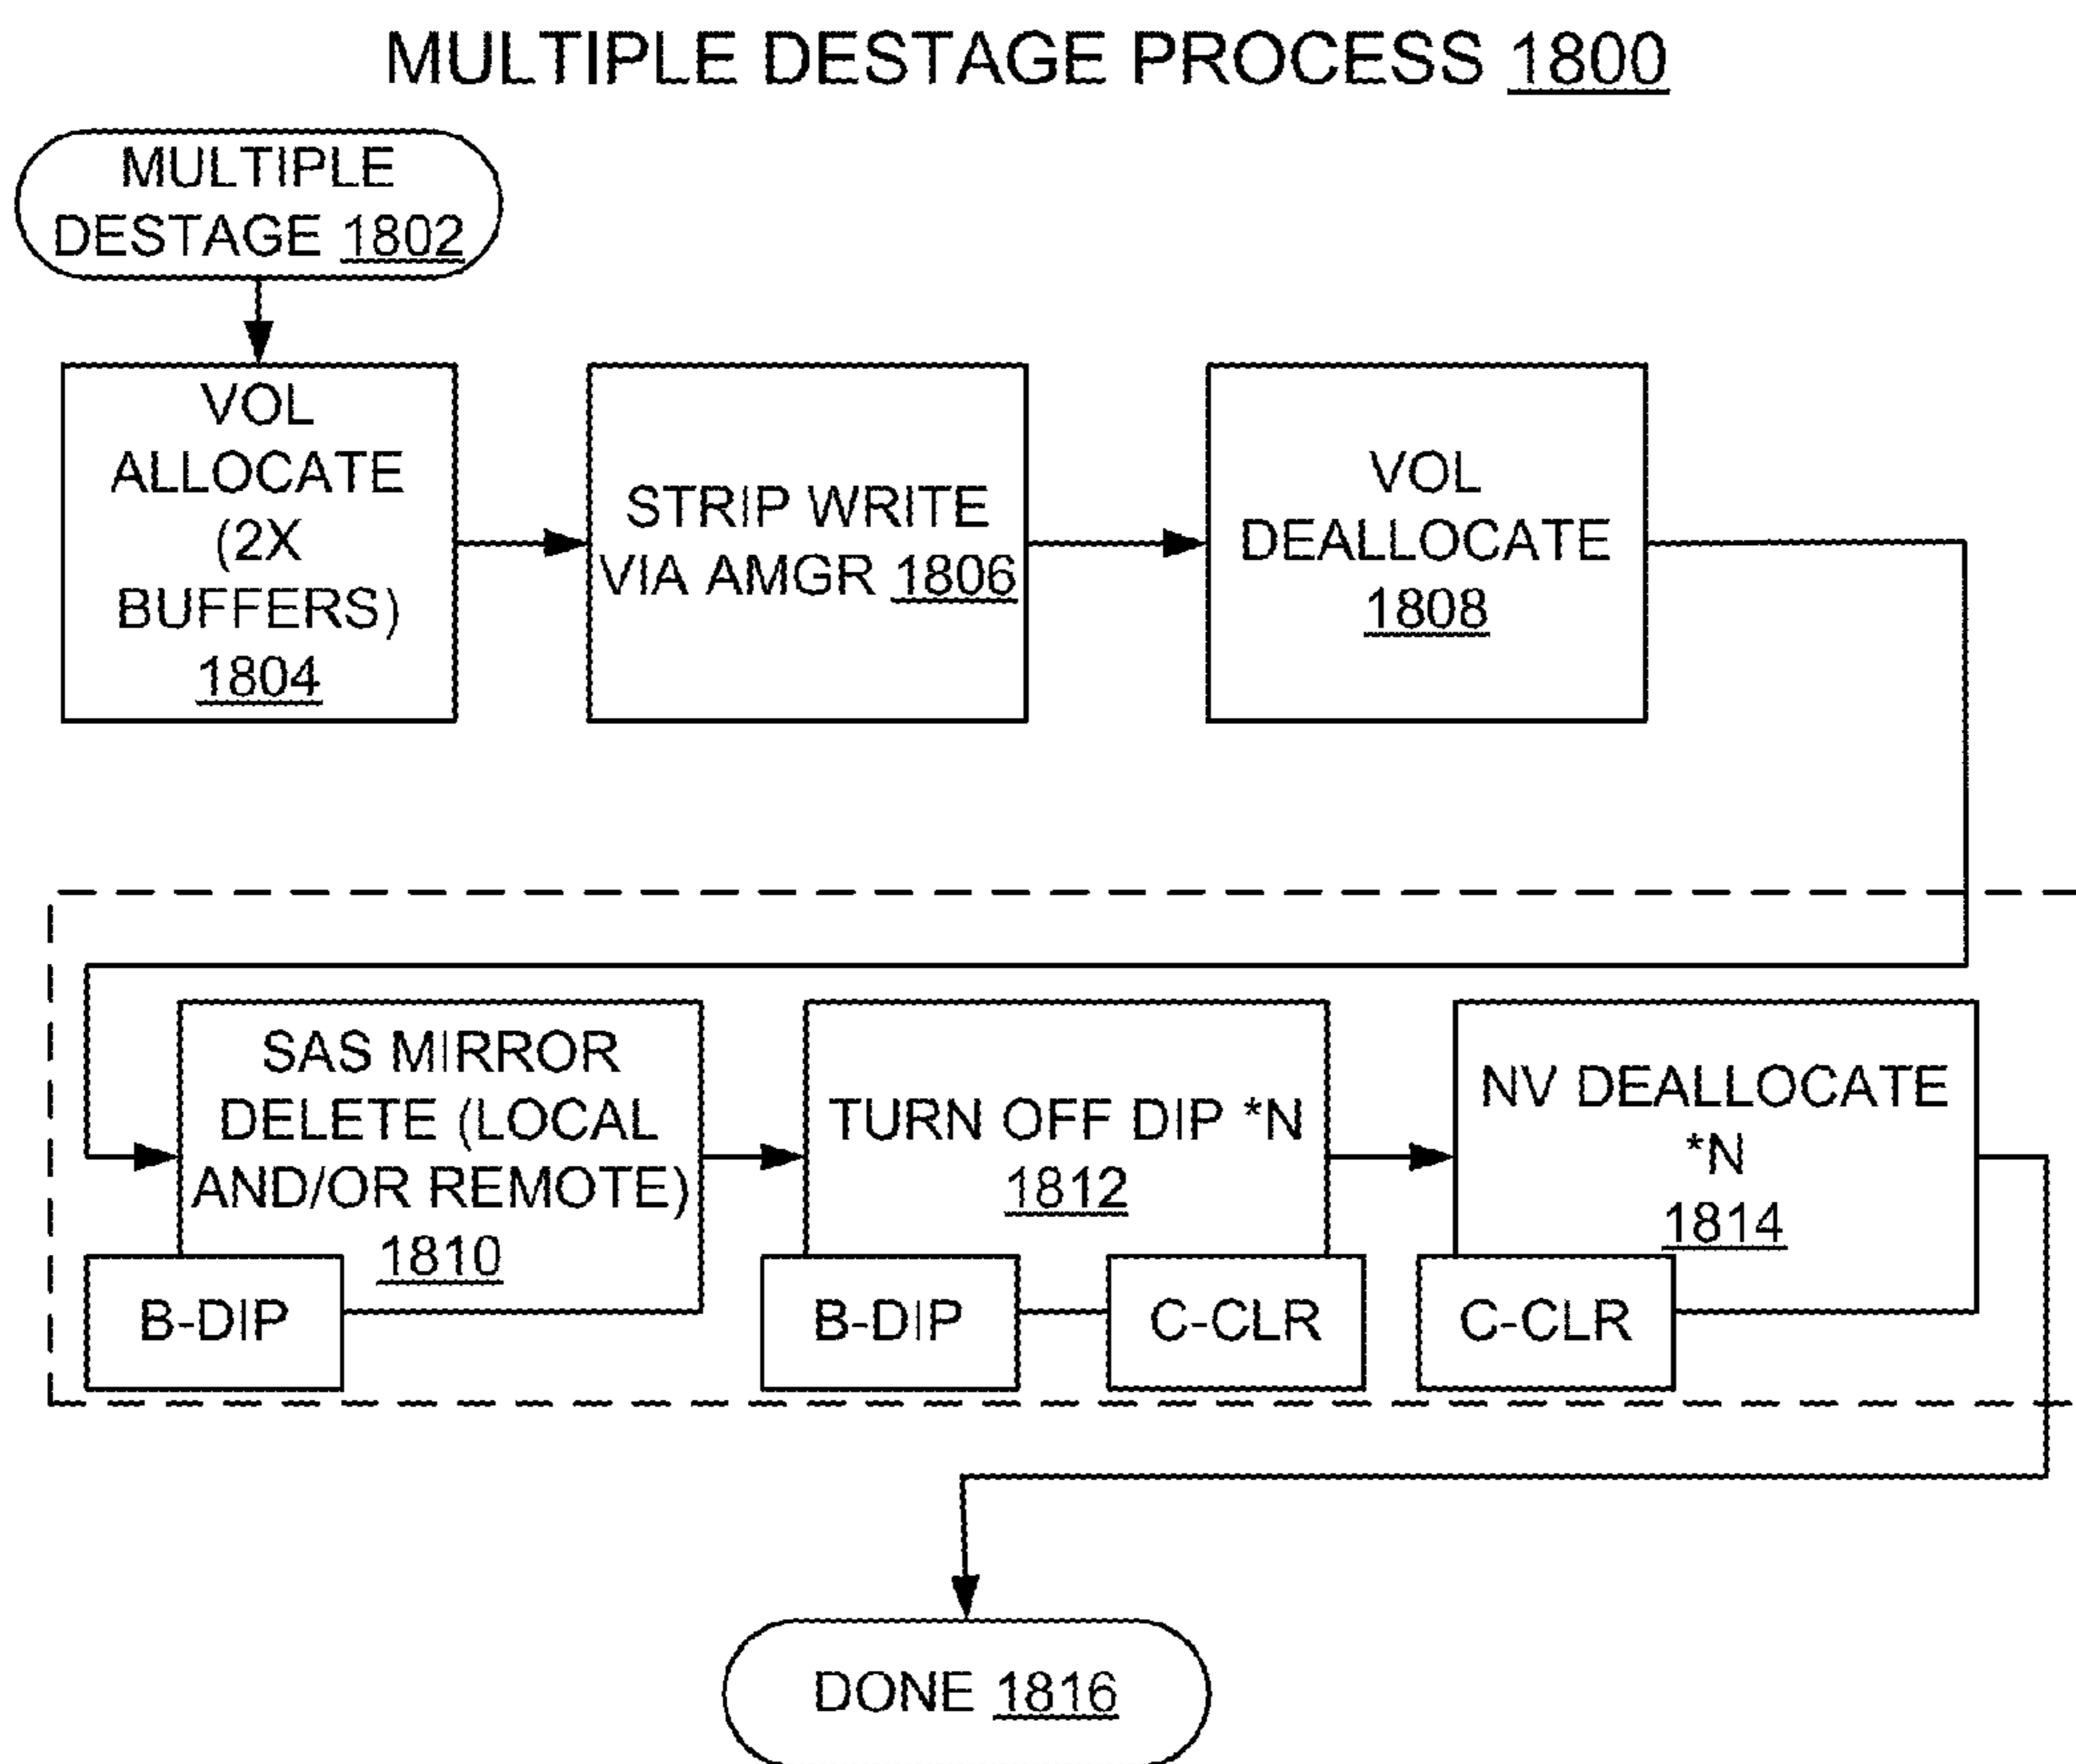 MULTIPLE DESTAGE PROCESS 1800
MULTIPLE
DESTAGE 1802
VOL
ALLOCATE
(2X
BUFFERS)
1804
STRIP WRITE
VIA AMGR 1806
VOL
DEALLOCATE
1808
SAS MIRROR
DELETE (LOCAL
AND/OR REMOTE)
1810
B-DIP
TURN OFF DIP *N
1812
B-DIP
C-CLR
NV DEALLOCATE
*N
1814
C-CLR
DONE 1816